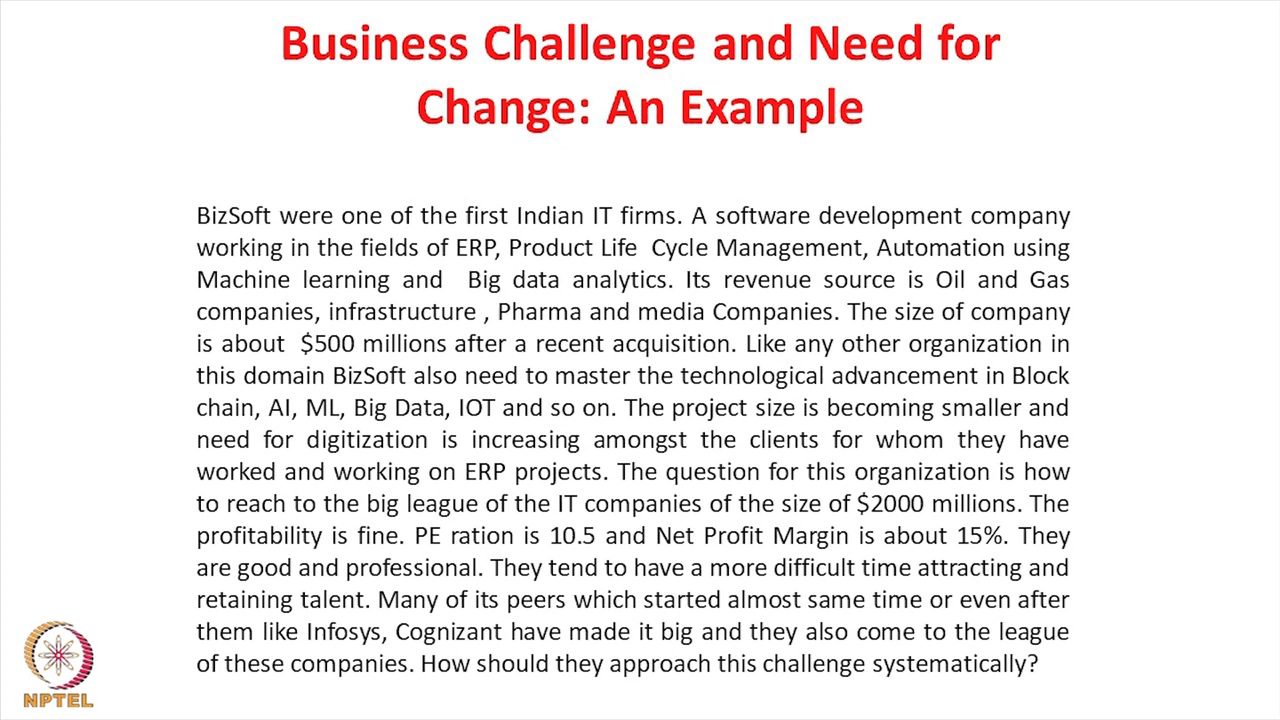 Business Challenge and Need for
Change: An Example
BizSoft were one of the first Indian IT firms. A software development company
working in the fields of ERP, Product Life Cycle Management, Automation using
Machine learning and Big data analytics. Its revenue source is Oil and Gas
companies, infrastructure , Pharma and media Companies. The size of company
is about $500 millions after a recent acquisition. Like any other organization in
this domain BizSoft also need to master the technological advancement in Block
chain, AI, ML, Big Data, IOT and so on. The project size is becoming smaller and
need for digitization is increasing amongst the clients for whom they have
worked and working on ERP projects. The question for this organization is how
to reach to the big league of the IT companies of the size of $2000 millions. The
profitability is fine. PE ration is 10.5 and Net Profit Margin is about 15%. They
are good and professional. They tend to have a more difficult time attracting and
retaining talent. Many of its peers which started almost same time or even after
them like Infosys, Cognizant have made it big and they also come to the league
of these companies. How should they approach this challenge systematically?
NPTEL